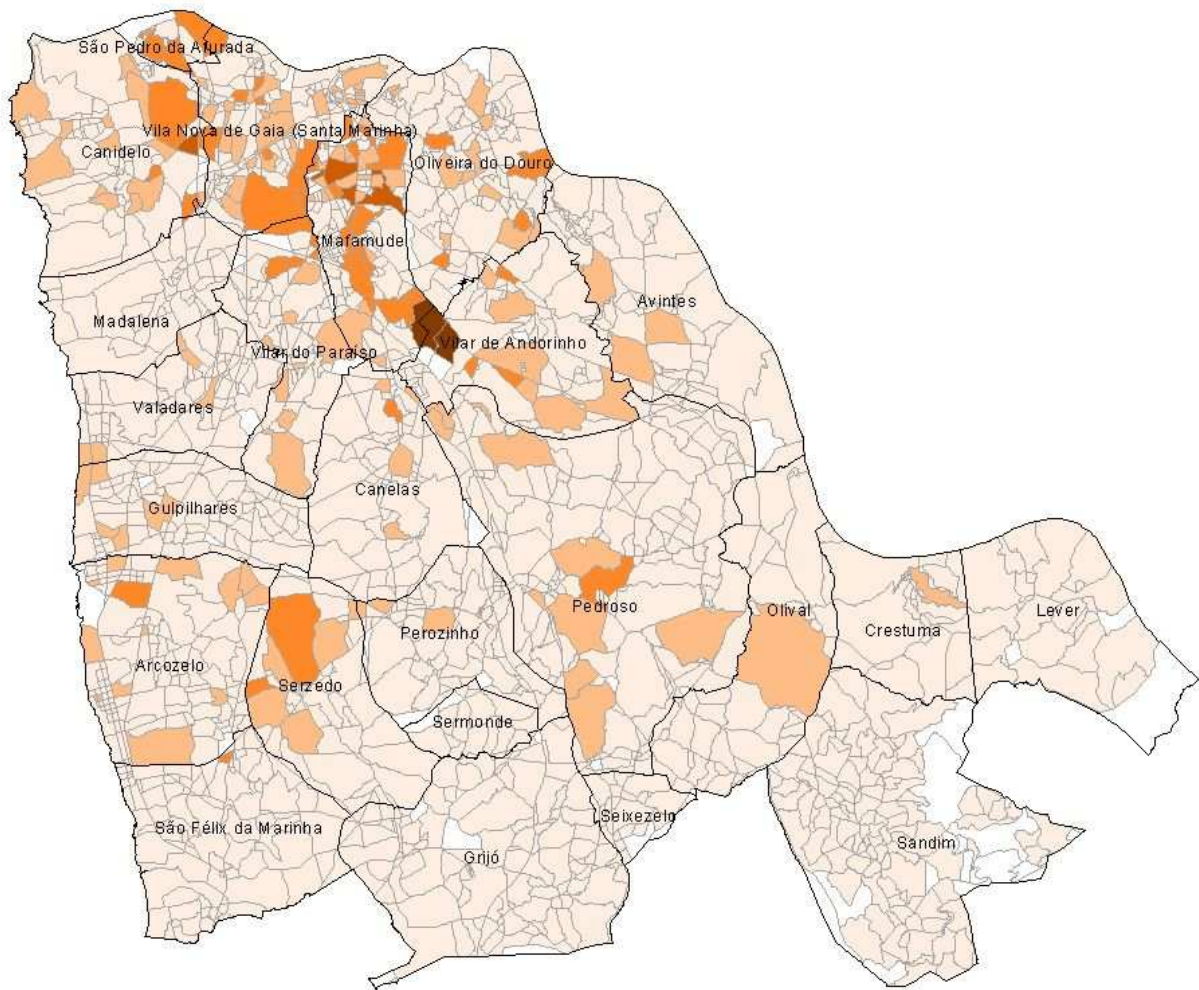 São Pedro da Afurada
Vila Nova de Gaia (Santa Marinha)
Canidelo
Oliveira do Douro
Mafamude
Avintes
Madalena
Vilar do Paraíso
Vilar de Andorinho
Valadares
Canelas
Gulpilhares
Pedroso
Olival
Lever
Crestuma
Perozinho
Arcozelo
Serzedo
Sermonde
Seixezelo
São Félix da Marinha
Sandim
Grijó